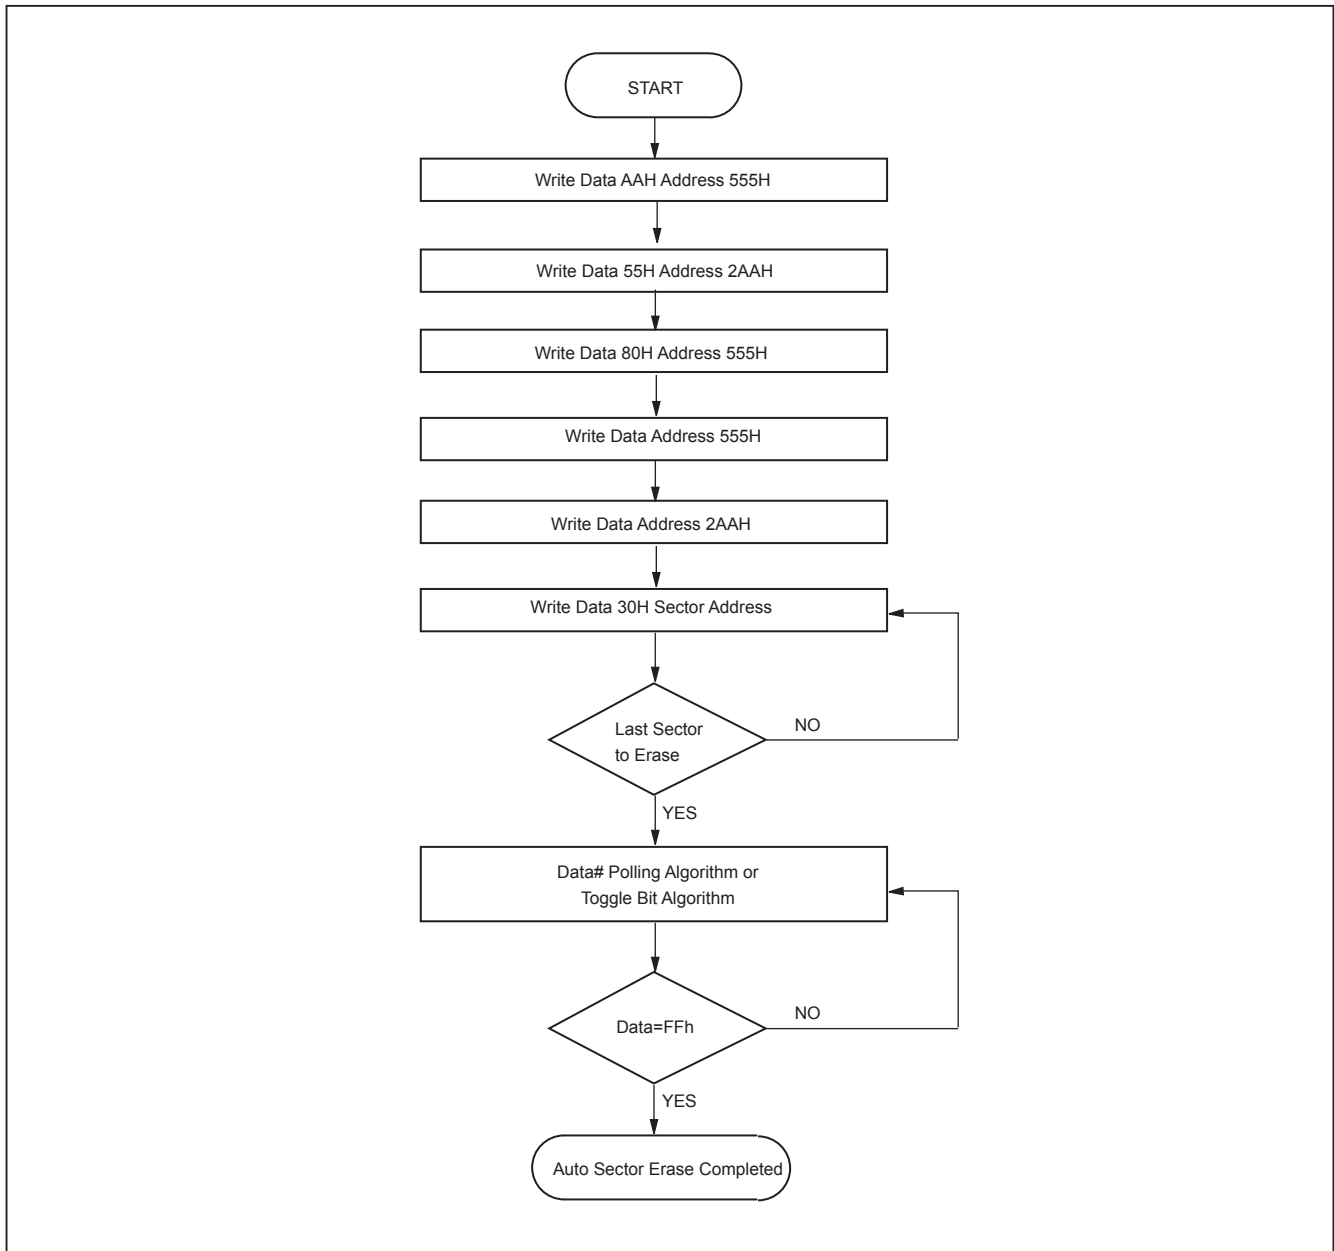 START
Write Data AAH Address 555H
Write Data 55H Address 2AAH
Write Data 80H Address 555H
Write Data Address 555H
Write Data Address 2AAH
Write Data 30H Sector Address
Last Sector
to Erase
NO
YES
Data# Polling Algorithm or
Toggle Bit Algorithm
Data=FFh
NO
YES
Auto Sector Erase Completed